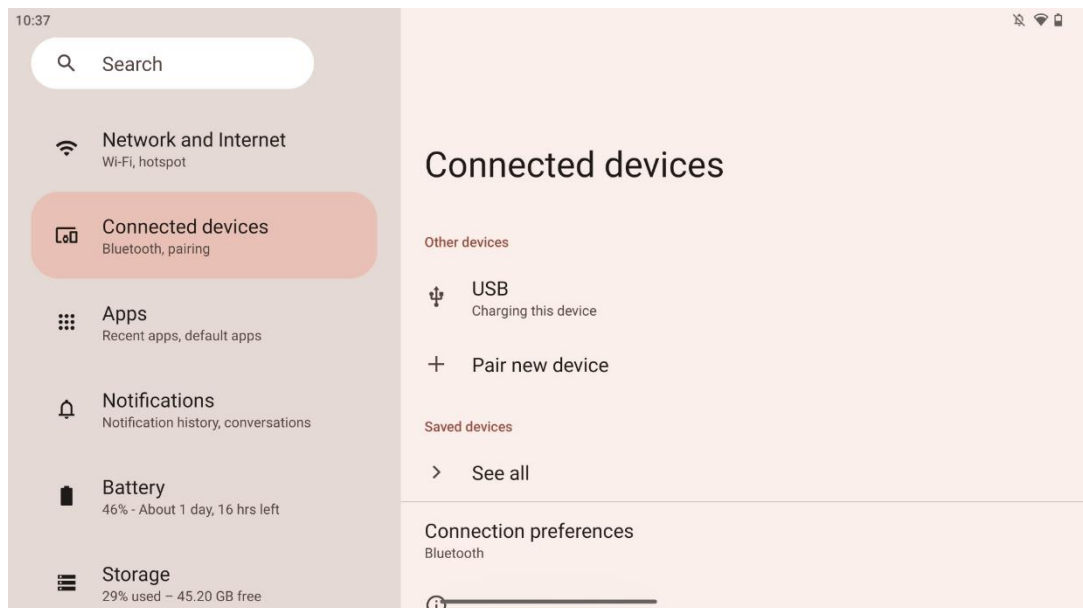 10:37
Search
Network and Internet
Wi-Fi, hotspot
Connected devices
Bluetooth, pairing
Apps
Recent apps, default apps
Notifications
Notification history, conversations
Battery
46% - About 1 day, 16 hrs left
Storage
29% used – 45.20 GB free
Connected devices
Other devices
USB
Charging this device
Pair new device
Saved devices
See all
Connection preferences
Bluetooth